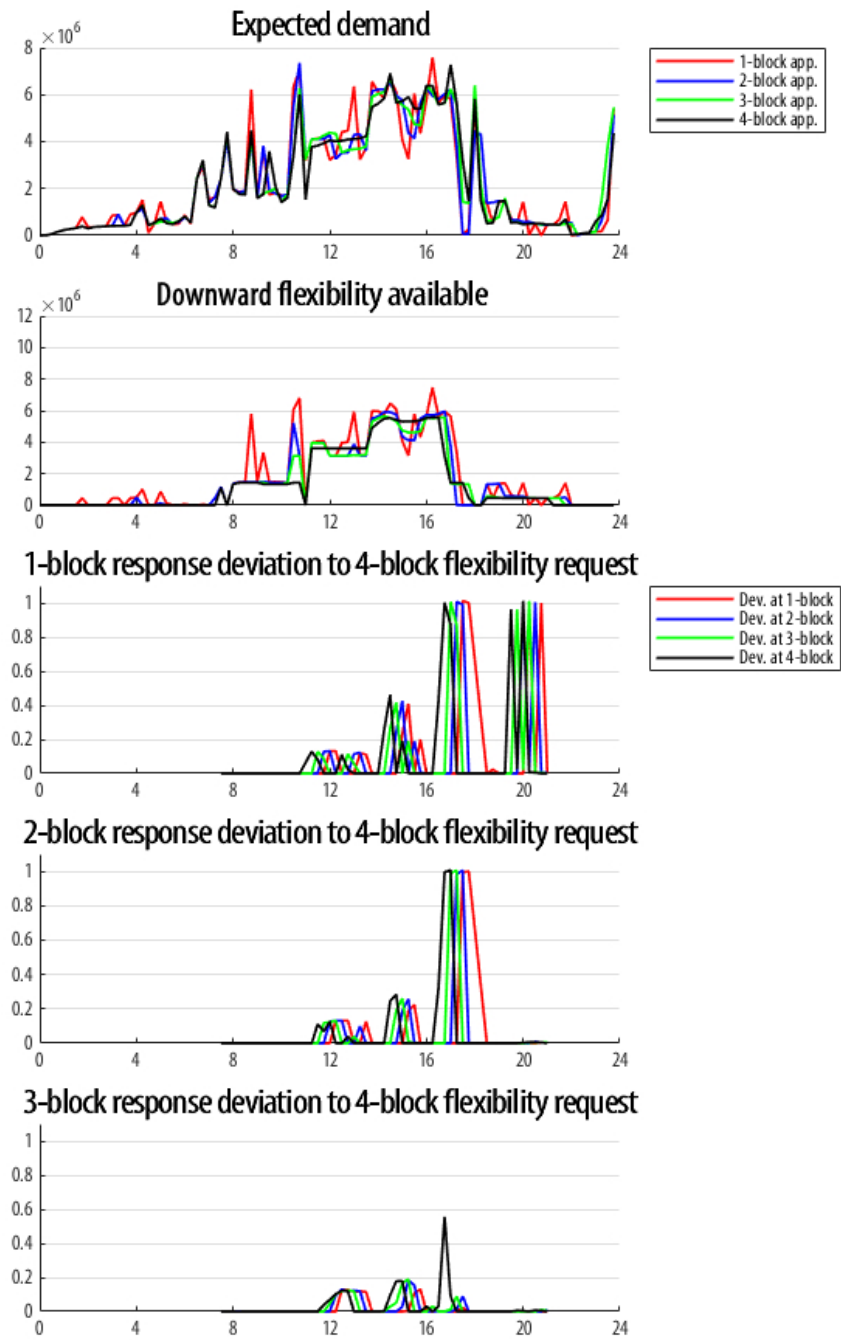 Expected demand
×10^6
8
6
4
2
0
0 4 8 12 16 20 24
1-block app.
2-block app.
3-block app.
4-block app.
Downward flexibility available
×10^6
12
10
8
6
4
2
0
0 4 8 12 16 20 24
1-block response deviation to 4-block flexibility request
1
0.8
0.6
0.4
0.2
0
0 4 8 12 16 20 24
Dev. at 1-block
Dev. at 2-block
Dev. at 3-block
Dev. at 4-block
2-block response deviation to 4-block flexibility request
1
0.8
0.6
0.4
0.2
0
0 4 8 12 16 20 24
3-block response deviation to 4-block flexibility request
1
0.8
0.6
0.4
0.2
0
0 4 8 12 16 20 24